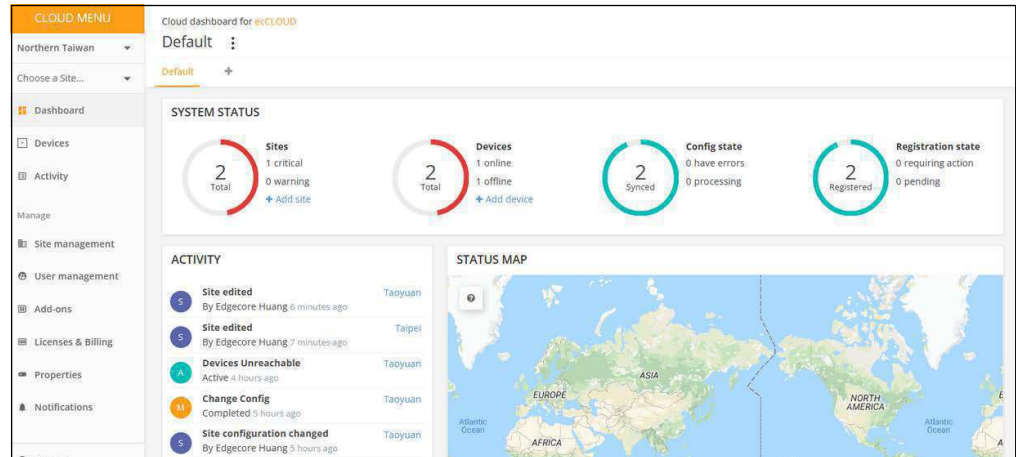 CLOUD MENU
Northern Taiwan
Choose a Site...
Dashboard
Devices
Activity
Manage
Site management
User management
Add-ons
Licenses & Billing
Properties
Notifications
Cloud dashboard for ecCLOUD
Default
Default
SYSTEM STATUS
2
Total
Sites
1 critical
0 warning
+ Add site
2
Total
Devices
1 online
1 offline
+ Add device
2
Synced
Config state
0 have errors
0 processing
2
Registered
Registration state
0 requiring action
0 pending
ACTIVITY
S
Site edited
Taoyuan
By Edgecore Huang 6 minutes ago
S
Site edited
Taipei
By Edgecore Huang 7 minutes ago
A
Devices Unreachable
Taoyuan
Active 4 hours ago
M
Change Config
Taoyuan
Completed 5 hours ago
S
Site configuration changed
Taoyuan
By Edgecore Huang 5 hours ago
STATUS MAP
?
ASIA
EUROPE
NORTH
AMERICA
Atlantic
Ocean
Atlantic
Ocean
AFRICA
E
A